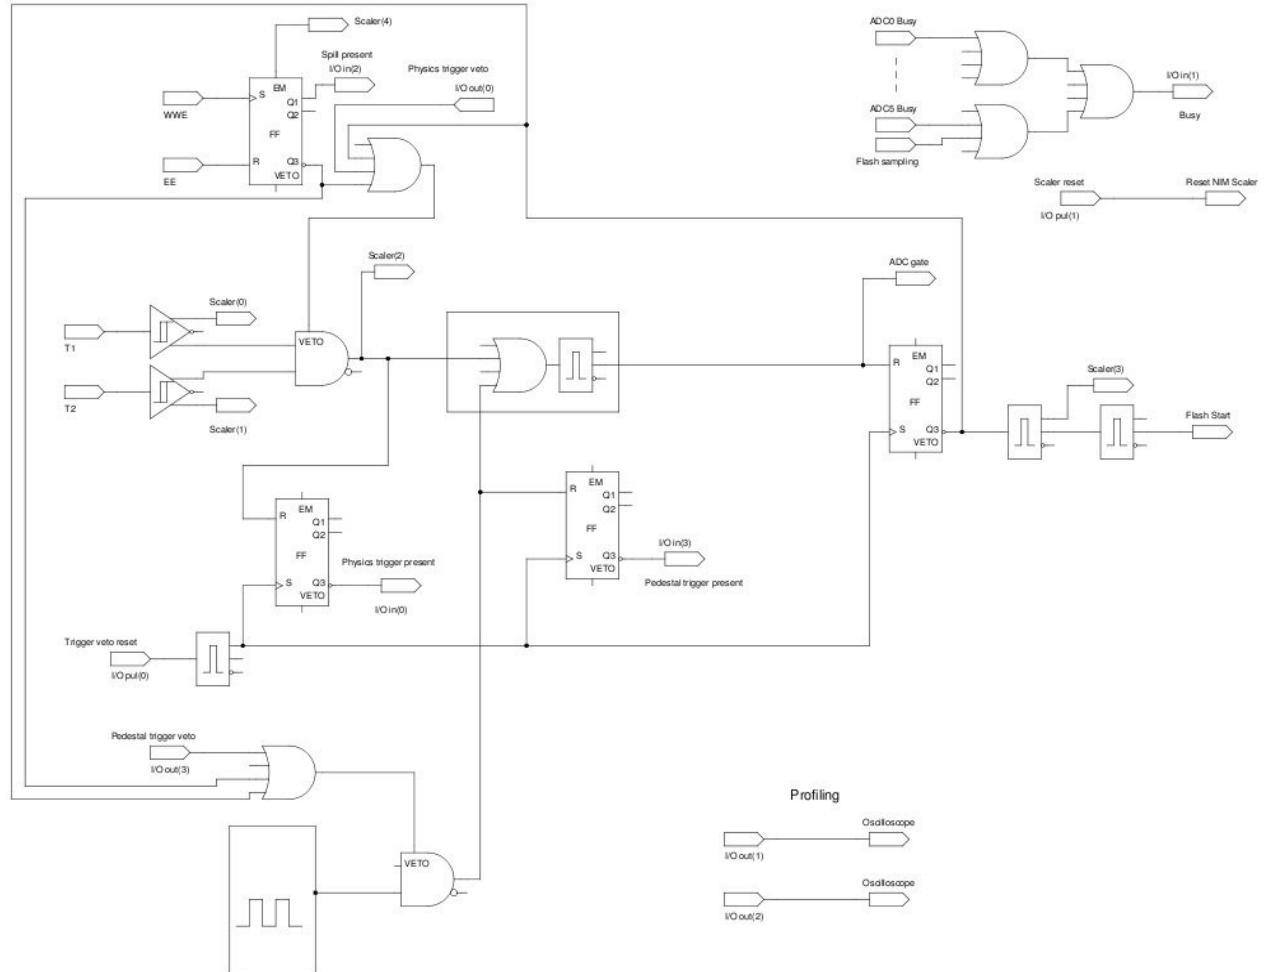 Scaler(4)
Spill present
I/O in(2)
Physics trigger veto
I/O out(0)
EM
S
Q1
Q2
WWE
FF
R
Q3
VETO
EE
ADC0 Busy
I/O in(1)
Busy
ADC5 Busy
Flash sampling
Scaler reset
I/O pul(1)
Reset NIM Scaler
Scaler(2)
ADC gate
Scaler(0)
T1
VETO
T2
Scaler(1)
EM
R
Q1
Q2
FF
S
Q3
VETO
Scaler(3)
Flash Start
EM
R
Q1
Q2
FF
S
Q3
VETO
Physics trigger present
I/O in(0)
EM
R
Q1
Q2
FF
S
Q3
VETO
I/O in(3)
Pedestal trigger present
Trigger veto reset
I/O pul(0)
Pedestal trigger veto
I/O out(3)
VETO
Profiling
Oscilloscope
I/O out(1)
Oscilloscope
I/O out(2)